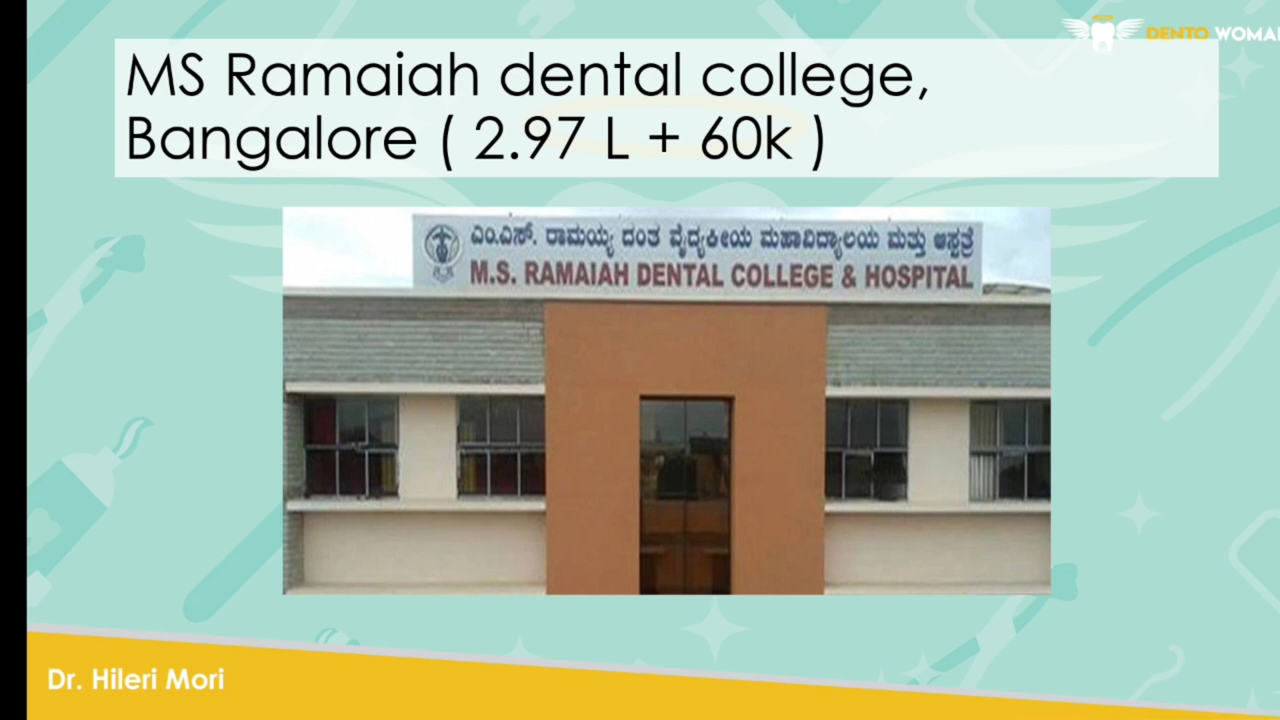 DENTO WOMA
MS Ramaiah dental college,
Bangalore ( 2.97 L + 60k )
ಎಂ.ಎಸ್. ರಾಮಯ್ಯ ದಂತ ವೈದ್ಯಕೀಯ ಮಹಾವಿದ್ಯಾಲಯ ಮತ್ತು ಆಸ್ಪತ್ರೆ
M.S. RAMAIAH DENTAL COLLEGE & HOSPITAL
Dr. Hileri Mori